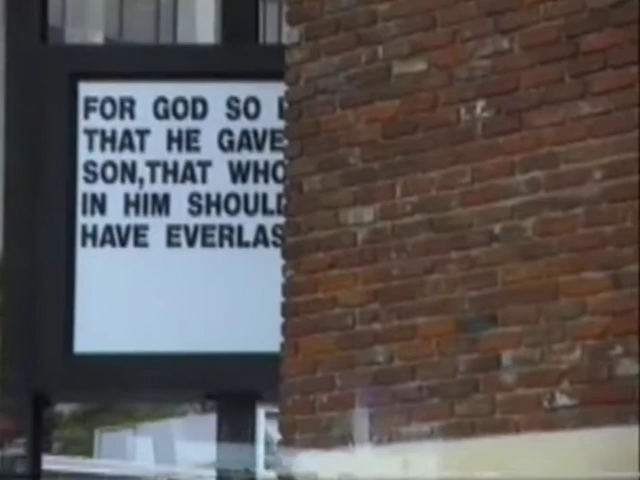 FOR GOD SO
THAT HE GAVE
SON,THAT WHO
IN HIM SHOULD
HAVE EVERLAS